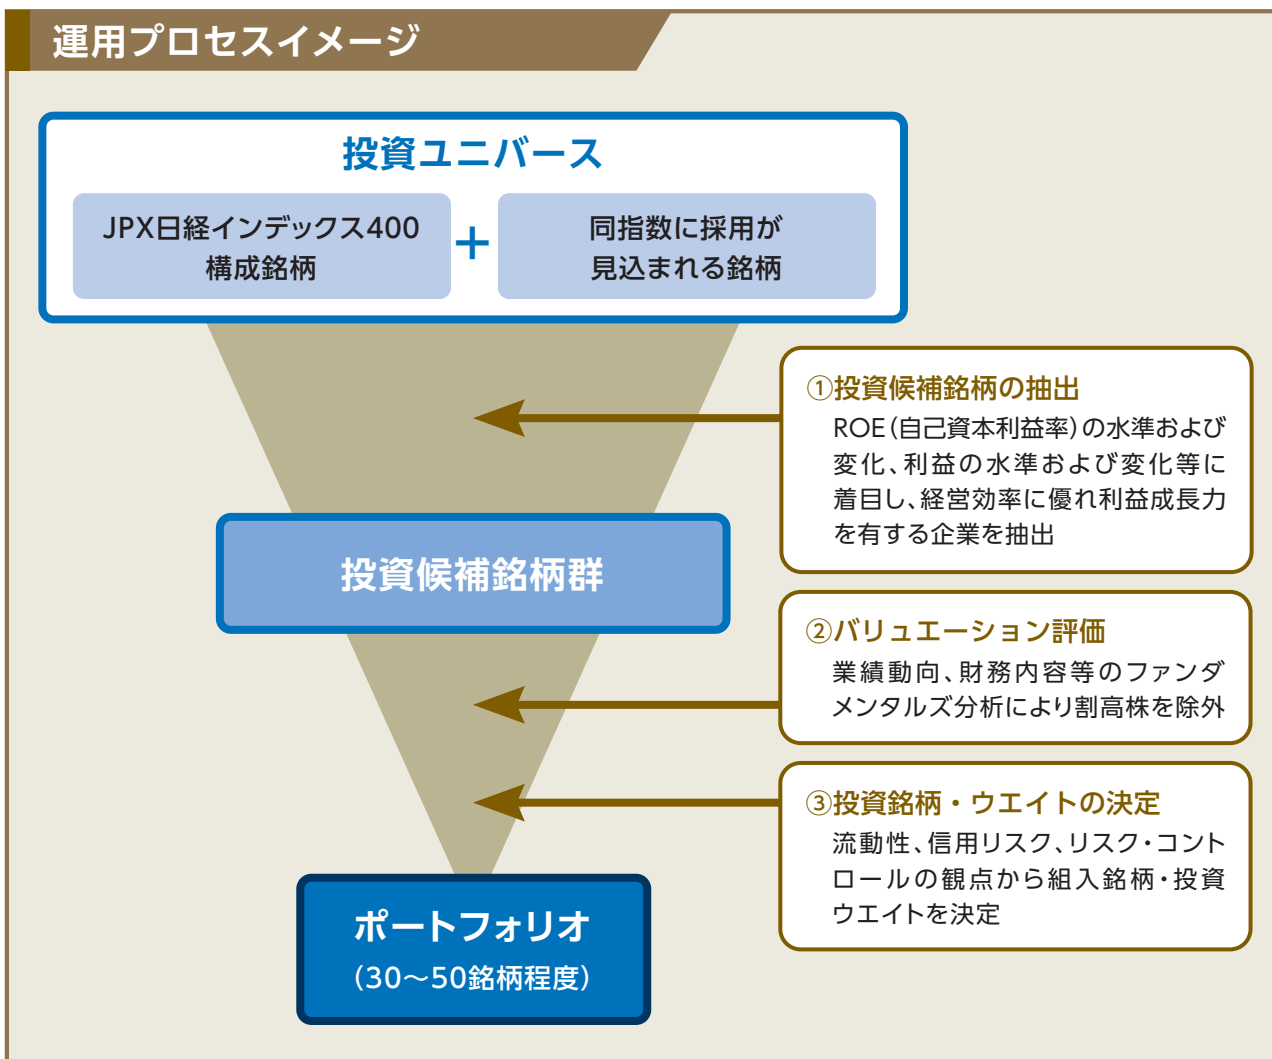 運用プロセスイメージ
投資ユニバース
JPX日経インデックス400
構成銘柄
+
同指数に採用が
見込まれる銘柄
①投資候補銘柄の抽出
ROE(自己資本利益率)の水準および
変化、利益の水準および変化等に
着目し、経営効率に優れ利益成長力
を有する企業を抽出
投資候補銘柄群
②バリュエーション評価
業績動向、財務内容等のファンダ
メンタルズ分析により割高株を除外
③投資銘柄・ウエイトの決定
流動性、信用リスク、リスク・コント
ロールの観点から組入銘柄・投資
ウエイトを決定
ポートフォリオ
(30〜50銘柄程度)